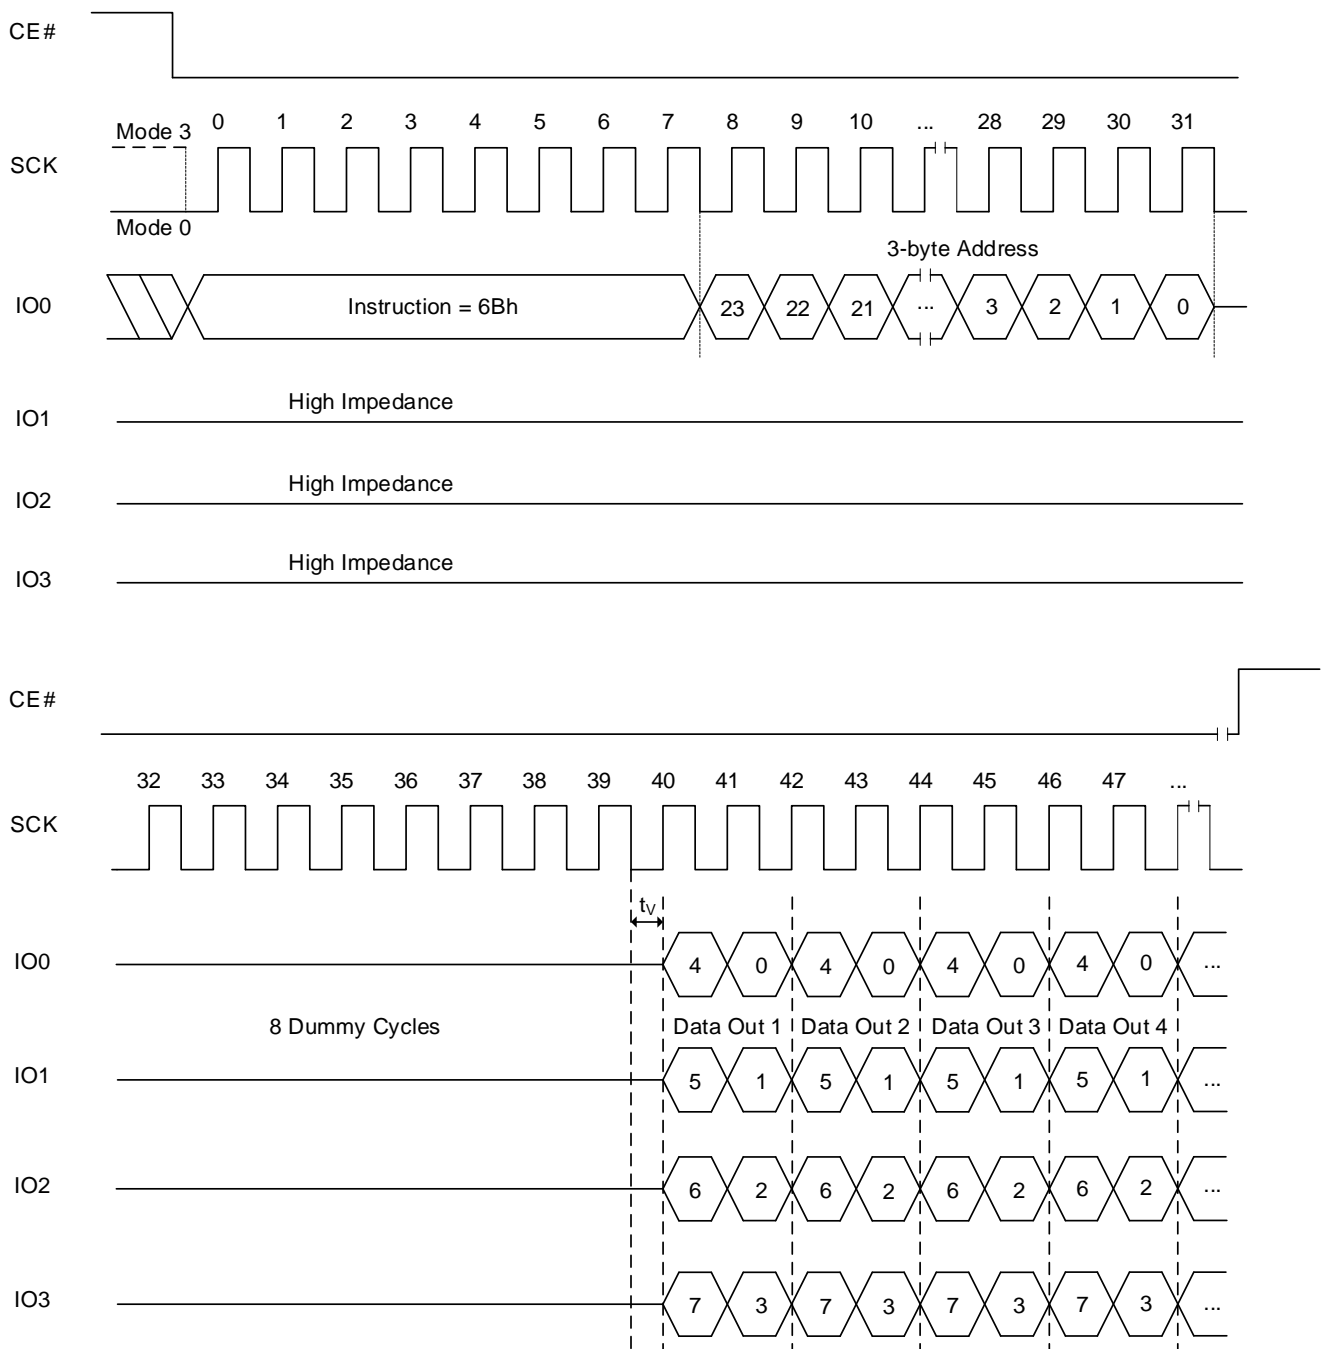 CE#
Mode 3 0 1 2 3 4 5 6 7 8 9 10 ... 28 29 30 31
SCK
Mode 0
3-byte Address
IO0 Instruction = 6Bh 23 22 21 ... 3 2 1 0
High Impedance
IO1
High Impedance
IO2
High Impedance
IO3
CE#
32 33 34 35 36 37 38 39 40 41 42 43 44 45 46 47 ...
SCK
tV
IO0 4 0 4 0 4 0 4 0 ...
8 Dummy Cycles Data Out 1 Data Out 2 Data Out 3 Data Out 4
IO1 5 1 5 1 5 1 5 1 ...
IO2 6 2 6 2 6 2 6 2 ...
IO3 7 3 7 3 7 3 7 3 ...